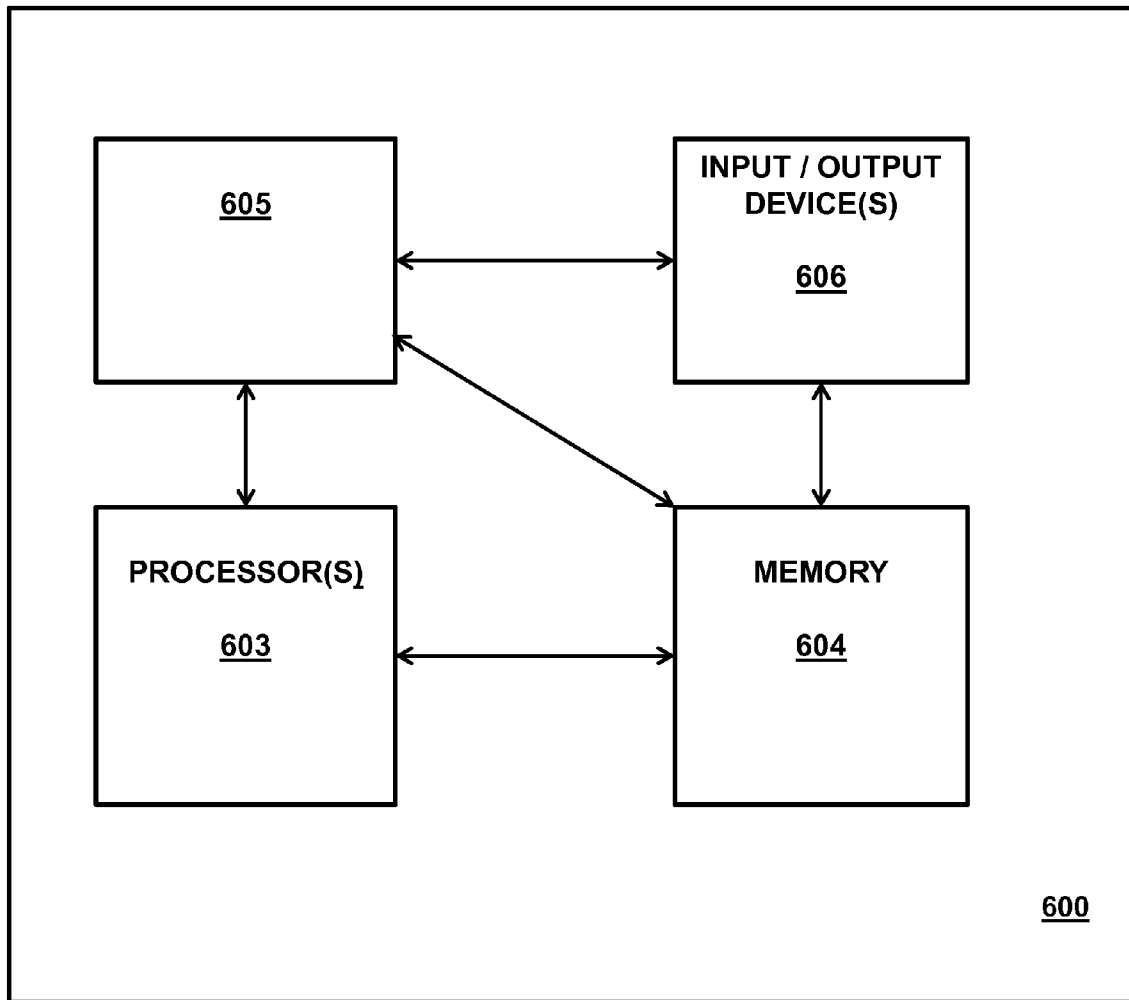 605
INPUT / OUTPUT
DEVICE(S)
606
PROCESSOR(S)
603
MEMORY
604
600